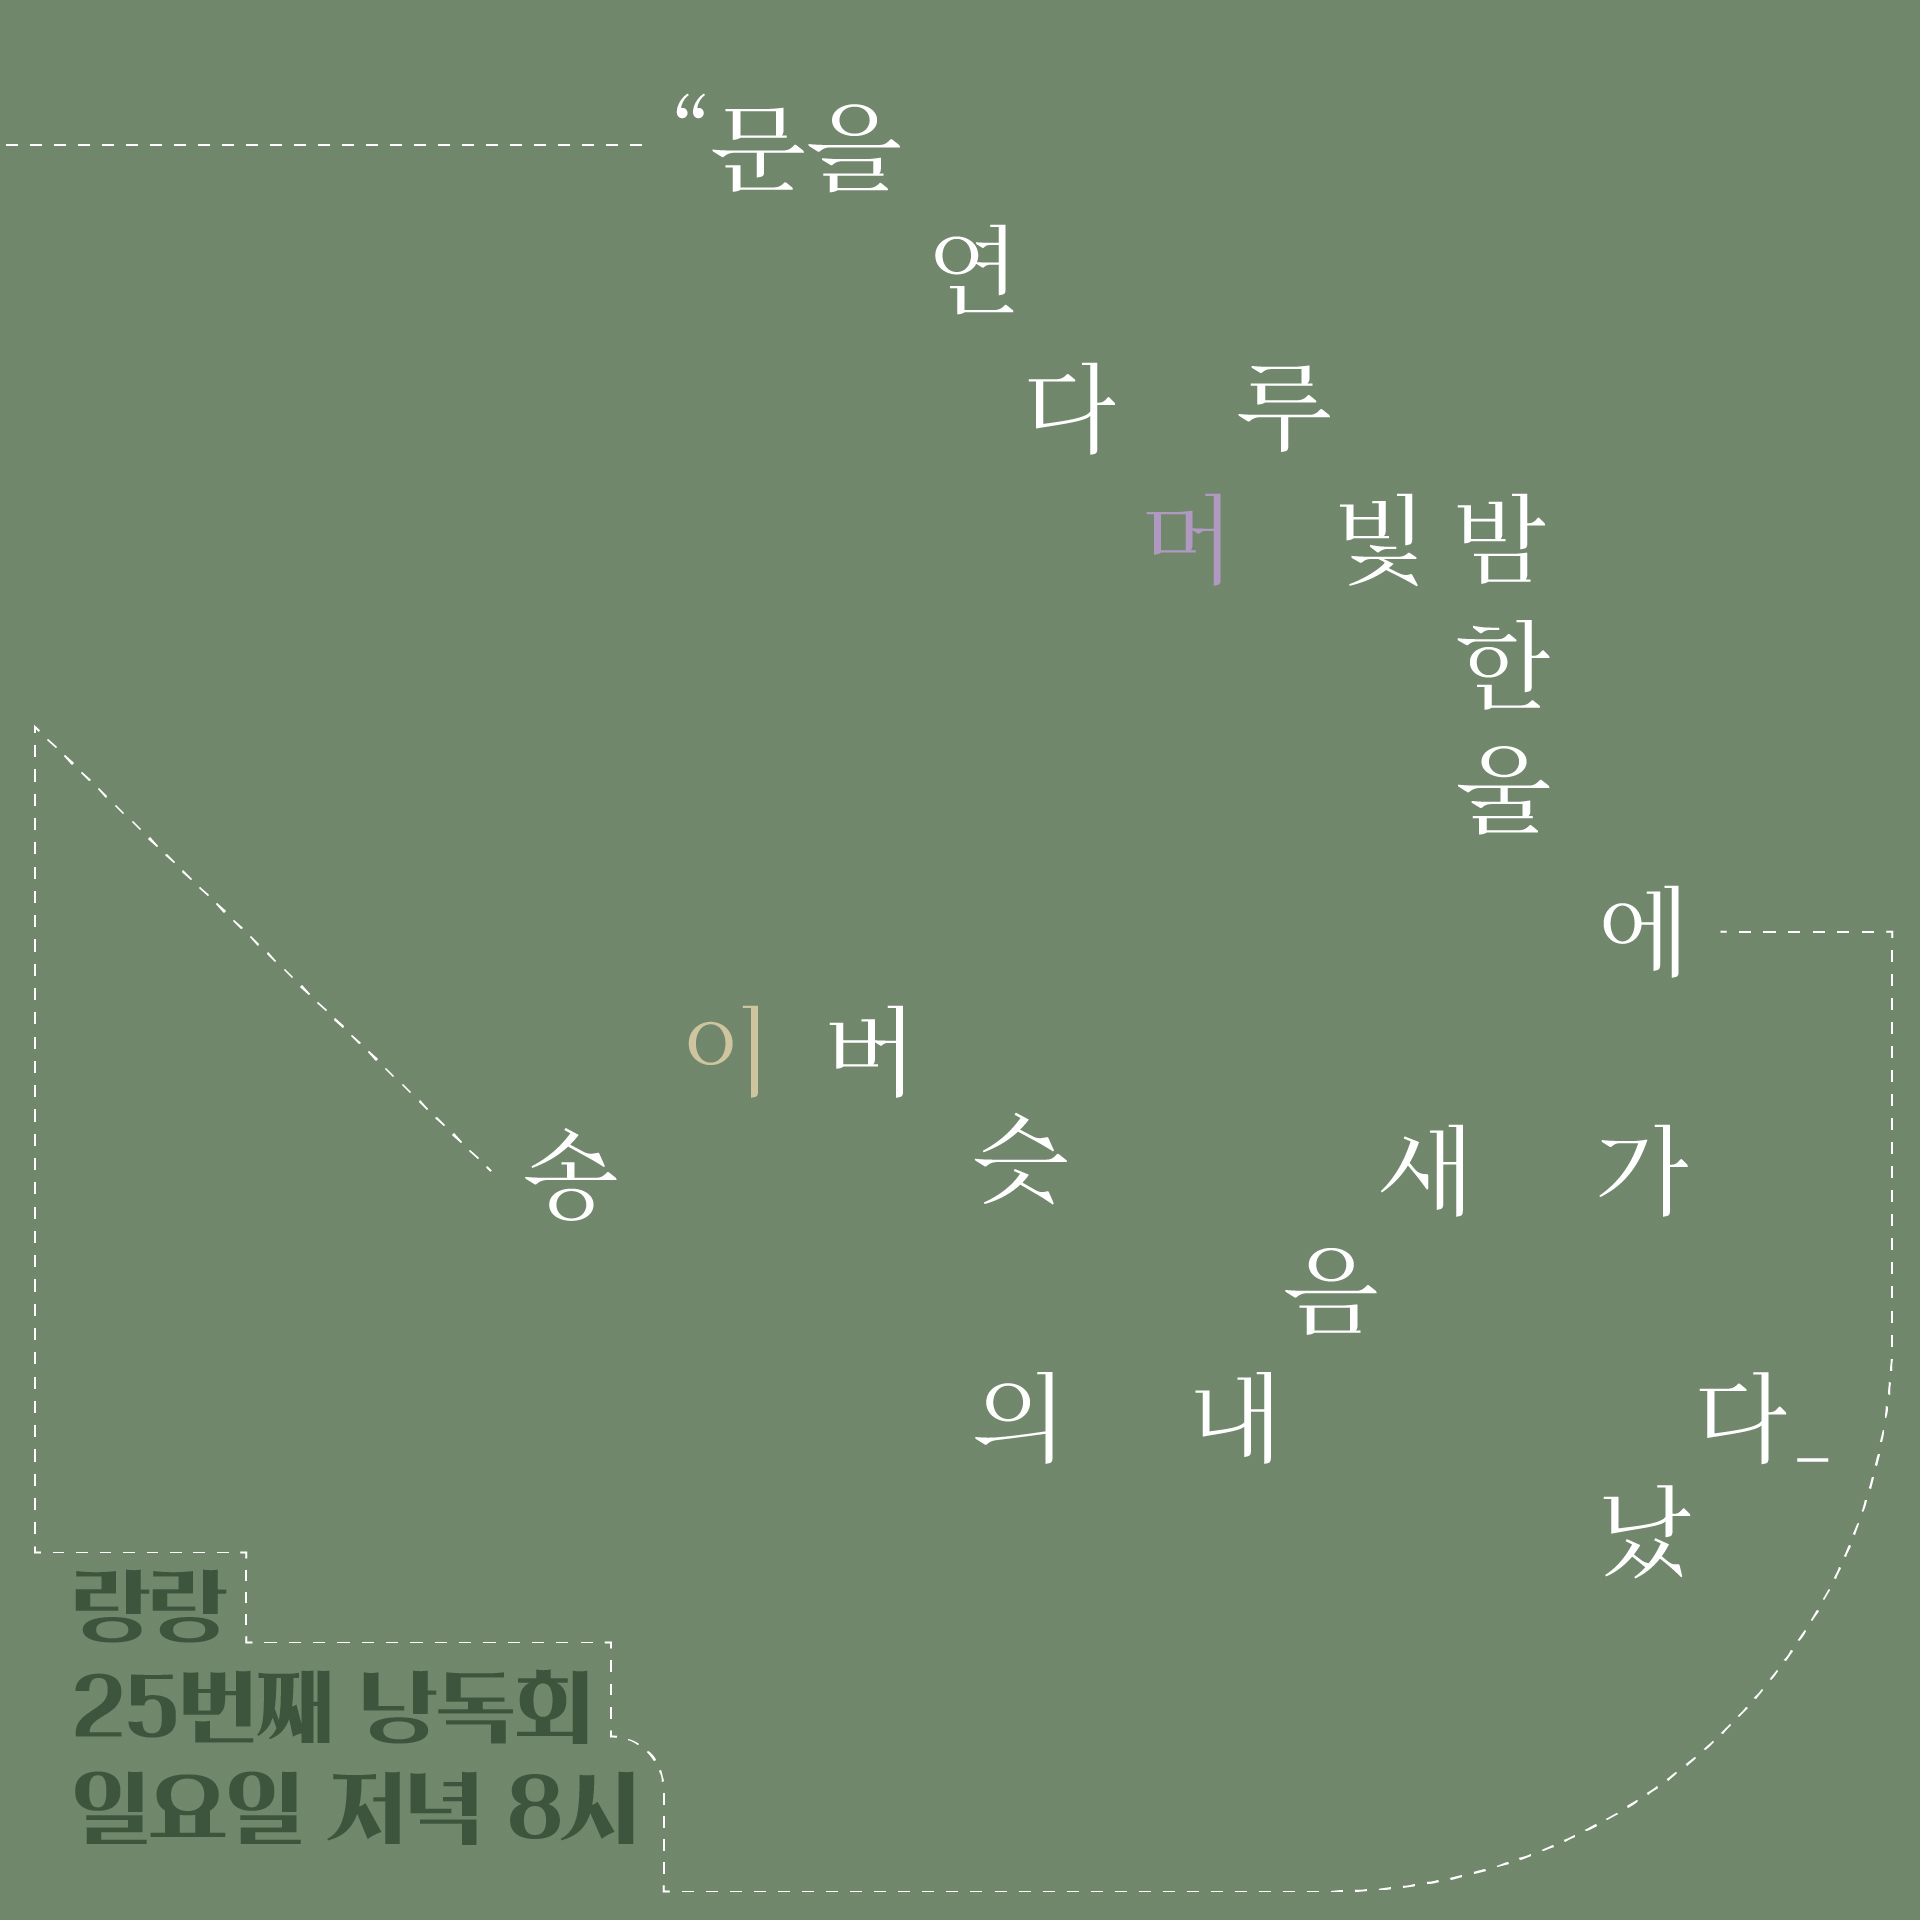 “문을
연다
머루빛 밤
한울에
송이버슷의 내음새가 났다_
랑랑
25번째 낭독회
일요일 저녁 8시